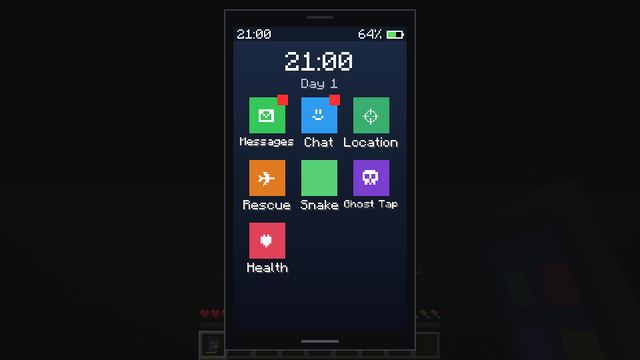 21:00 64%
21:00
Day 1
Messages Chat Location
Rescue Snake Ghost Tap
Health